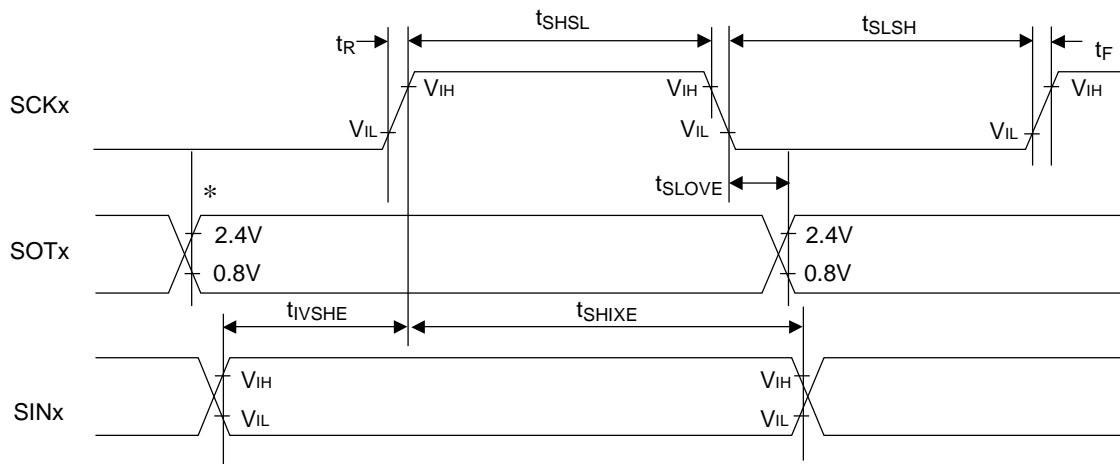 tR tSHSL tSLSH tF
SCKx VIH VIH VIH
VIL VIL VIL
tSLOVE
*
SOTx 2.4V 2.4V
0.8V 0.8V
tIVSHE tSHIXE
SINx VIH VIH
VIL VIL